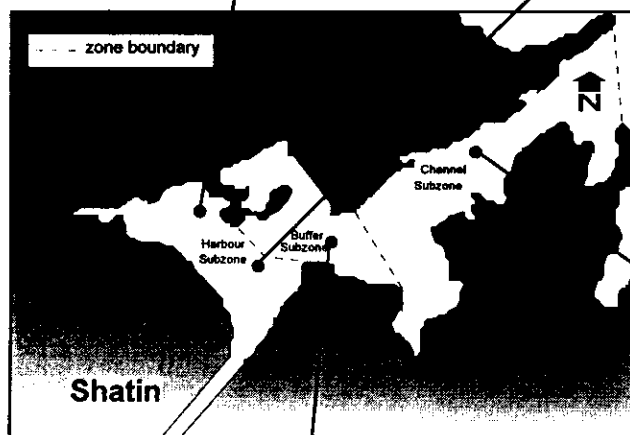 zone boundary
N
Channel
Subzone
Buffer
Subzone
Harbour
Subzone
Shatin